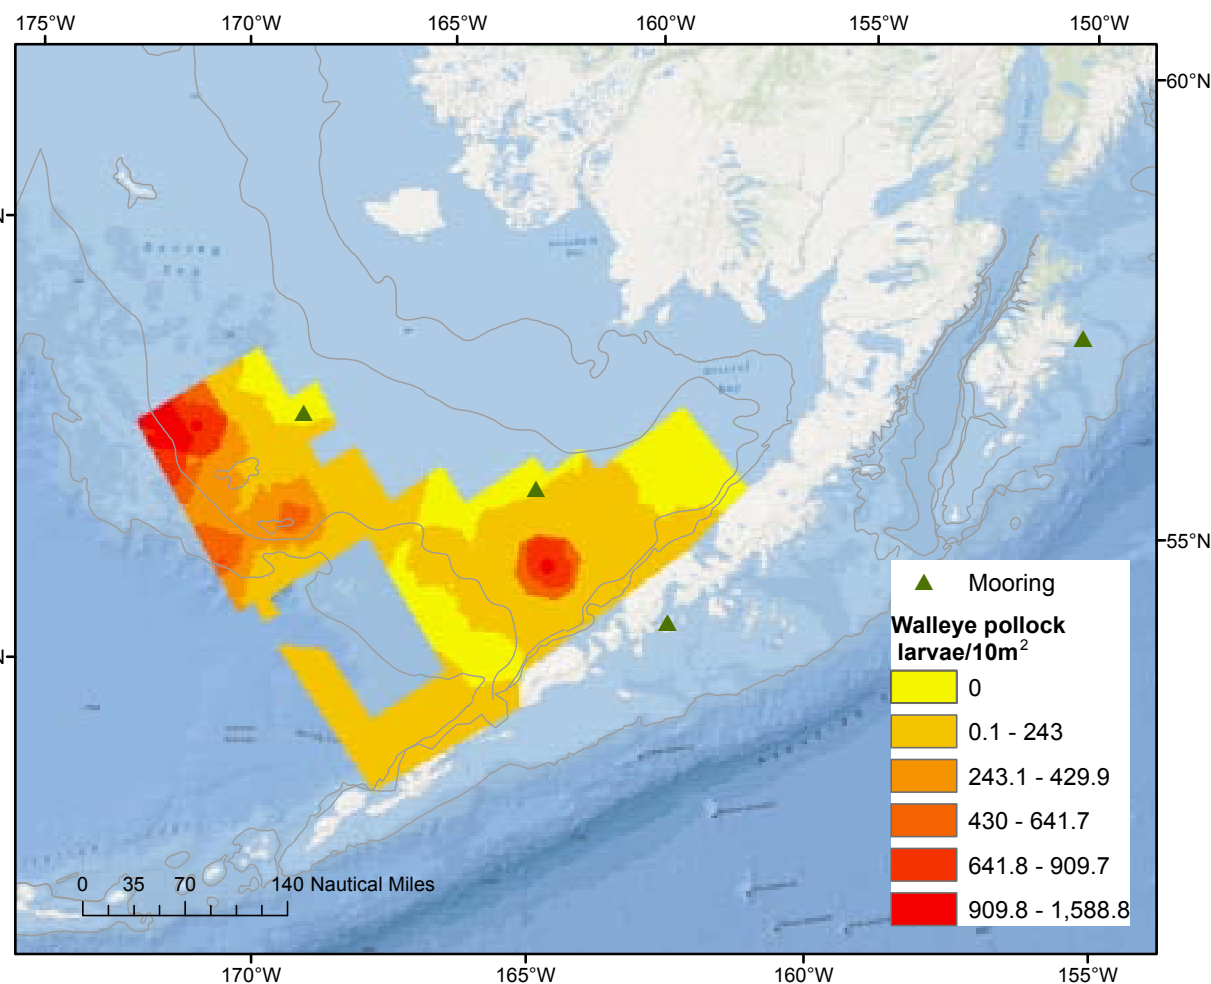 175°W 170°W 165°W 160°W 155°W 150°W
60°N
N
55°N
N
Mooring
Walleye pollock
larvae/10m²
0
0.1 - 243
243.1 - 429.9
430 - 641.7
641.8 - 909.7
909.8 - 1,588.8
0 35 70 140 Nautical Miles
170°W 165°W 160°W 155°W